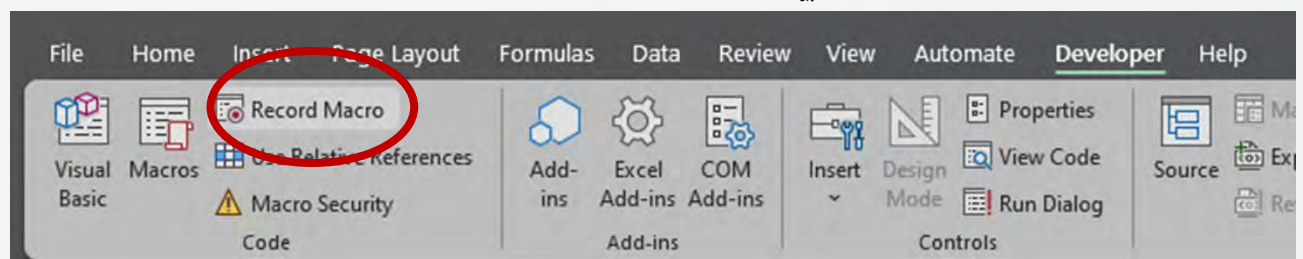 File Home Insert Page Layout Formulas Data Review View Automate Developer Help
Record Macro
Use Relative References
Macro Security
Visual Basic
Macros
Code
Add-ins
Excel Add-ins
COM Add-ins
Add-ins
Insert
Design Mode
Properties
View Code
Run Dialog
Controls
Source